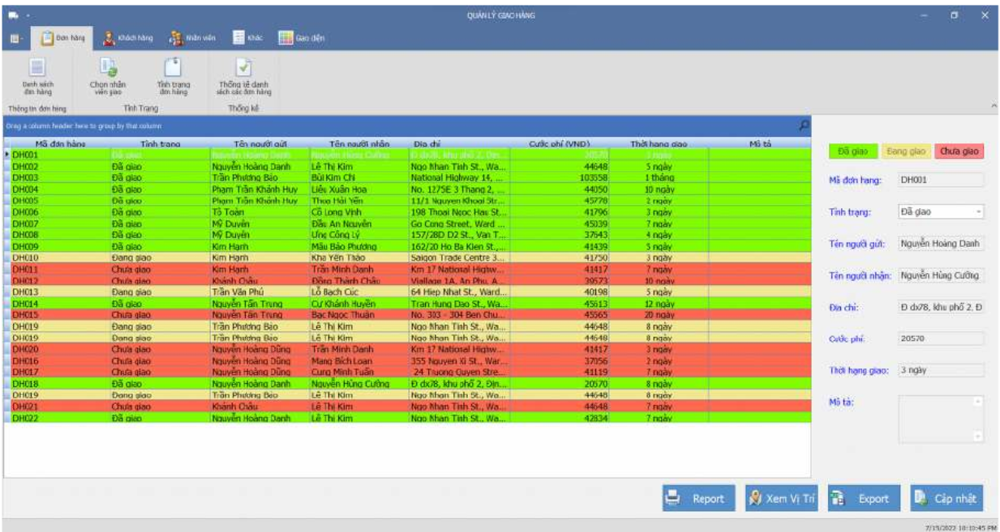 QUẢN LÝ GIAO HÀNG
Đơn hàng Khách hàng Nhân viên Khác Giao diện
Danh sách đơn hàng Chọn nhân viên giao Tình trạng đơn hàng Thống kê danh sách các đơn hàng
Thông tin đơn hàng Tình Trạng Thống kê
Drag a column header here to group by that column
Mã đơn hàng Tình trạng Tên người gửi Tên người nhận Địa chỉ Cước phí (VNĐ) Thời hạng giao Mô tả
DH001 Đã giao Nguyễn Hoàng Danh Nguyễn Hùng Cường Đ dx78, khu phố 2, 20570 3 ngày
DH002 Đã giao Nguyễn Hoàng Danh Lê Thị Kim Ngo Nhan Tinh St., Wa... 44648 5 ngày
DH003 Đã giao Trần Phương Bảo Bùi Kim Chi National Highway 14, ... 103558 1 tháng
DH004 Đã giao Phạm Trần Khánh Huy Liêu Xuân Hoa No. 1275E 3 Thang 2, ... 44050 10 ngày
DH005 Đã giao Phạm Trần Khánh Huy Thoa Hải Yến 11/1 Nguyen Khoai Str... 45778 2 ngày
DH006 Đã giao Tô Toàn Cổ Long Vịnh 198 Thoai Ngoc Hau St... 41796 3 ngày
DH007 Đã giao Mỹ Duyên Đầu An Nguyên Go Cong Street, Ward ... 45039 7 ngày
DH008 Đã giao Mỹ Duyên Ưng Công Lý 157/28D D2 St., Van T... 37643 4 ngày
DH009 Đã giao Kim Hạnh Mẫu Bảo Phương 162/20 Ho Ba Kien St.,... 41439 5 ngày
DH010 Đang giao Kim Hạnh Kha Yến Thảo Saigon Trade Centre 3... 41750 3 ngày
DH011 Chưa giao Kim Hạnh Trần Minh Danh Km 17 National Highw... 41417 7 ngày
DH012 Chưa giao Khánh Châu Đồng Thành Châu Viallage 1A, An Phu, A... 39573 10 ngày
DH013 Đang giao Trần Văn Phú Lỗ Bạch Cúc 64 Hiep Nhat St., Ward... 40198 5 ngày
DH014 Đã giao Nguyễn Tấn Trung Cự Khánh Huyền Tran Hung Dao St., Wa... 45613 12 ngày
DH015 Chưa giao Nguyễn Tấn Trung Bạc Ngọc Thuận No. 303 - 304 Ben Chu... 45565 20 ngày
DH019 Đang giao Trần Phương Bảo Lê Thị Kim Ngo Nhan Tinh St., Wa... 44648 8 ngày
DH019 Đang giao Trần Phương Bảo Lê Thị Kim Ngo Nhan Tinh St., Wa... 44648 8 ngày
DH020 Chưa giao Nguyễn Hoàng Dũng Trần Minh Danh Km 17 National Highw... 41417 3 ngày
DH016 Chưa giao Nguyễn Hoàng Dũng Mang Bích Loan 355 Nguyen Xi St., War... 37056 2 ngày
DH017 Chưa giao Nguyễn Hoàng Dũng Cung Minh Tuấn 24 Truong Quyen Stre... 41119 7 ngày
DH018 Đã giao Nguyễn Hoàng Danh Nguyễn Hùng Cường Đ dx78, khu phố 2, Địn... 20570 8 ngày
DH019 Đang giao Trần Phương Bảo Lê Thị Kim Ngo Nhan Tinh St., Wa... 44648 8 ngày
DH021 Chưa giao Khánh Châu Lê Thị Kim Ngo Nhan Tinh St., Wa... 44648 7 ngày
DH022 Đã giao Nguyễn Hoàng Danh Lê Thị Kim Ngo Nhan Tinh St., Wa... 42834 7 ngày
Đã giao Đang giao Chưa giao
Mã đơn hang: DH001
Tình trạng: Đã giao
Tên người gửi: Nguyễn Hoàng Danh
Tên người nhận: Nguyễn Hùng Cường
Địa chỉ: Đ dx78, khu phố 2, Đ
Cước phí: 20570
Thời hạng giao: 3 ngày
Mô tả:
Report Xem Vị Trí Export Cập nhật
7/15/2022 10:10:45 PM